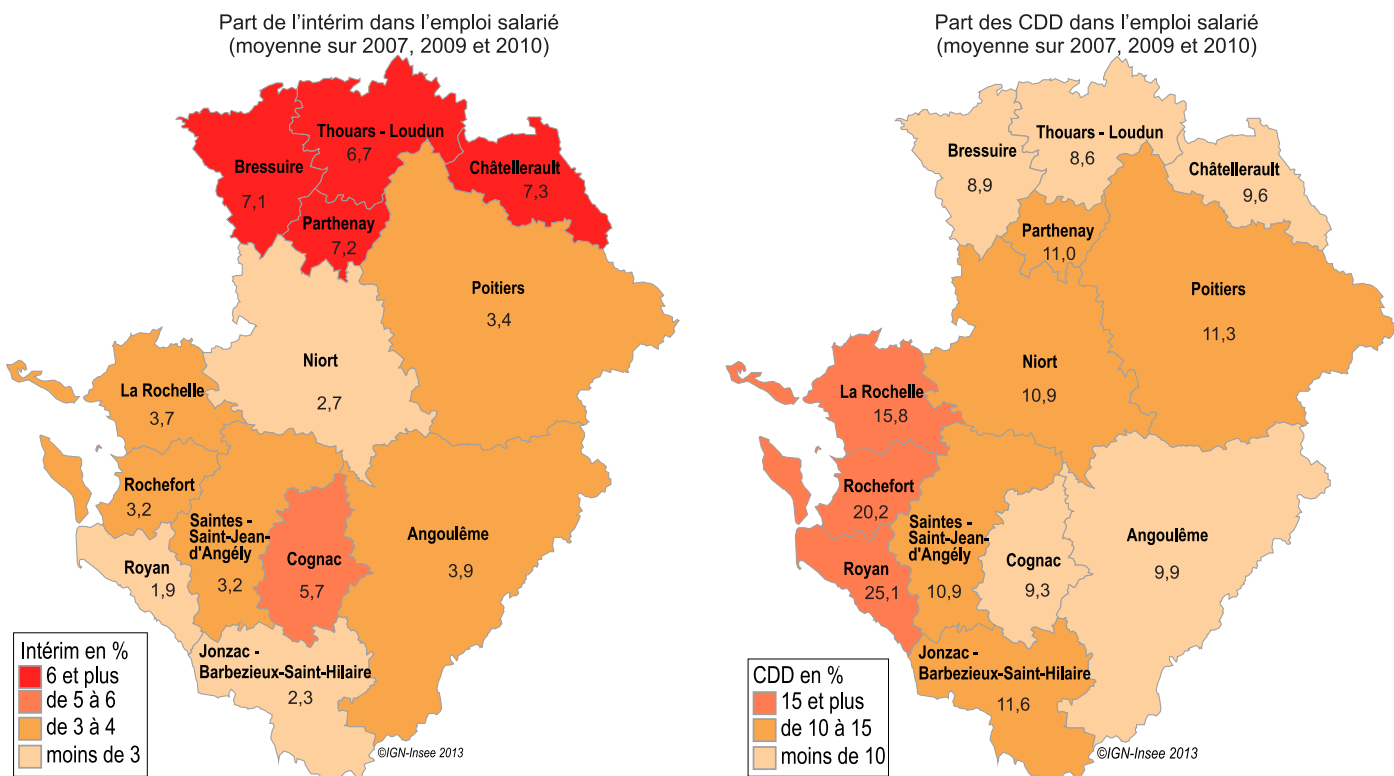 Part de l'intérim dans l'emploi salarié
(moyenne sur 2007, 2009 et 2010)
Thouars - Loudun
6,7
Bressuire
7,1
Châtellerault
7,3
Parthenay
7,2
Poitiers
3,4
Niort
2,7
La Rochelle
3,7
Rochefort
3,2
Saintes -
Saint-Jean-
d'Angély
3,2
Cognac
5,7
Angoulême
3,9
Royan
1,9
Jonzac -
Barbezieux-Saint-Hilaire
2,3
Intérim en %
6 et plus
de 5 à 6
de 3 à 4
moins de 3
©IGN-Insee 2013
Part des CDD dans l'emploi salarié
(moyenne sur 2007, 2009 et 2010)
Thouars - Loudun
8,6
Bressuire
8,9
Châtellerault
9,6
Parthenay
11,0
Poitiers
11,3
Niort
10,9
La Rochelle
15,8
Rochefort
20,2
Saintes -
Saint-Jean-
d'Angély
10,9
Cognac
9,3
Angoulême
9,9
Royan
25,1
Jonzac -
Barbezieux-Saint-Hilaire
11,6
CDD en %
15 et plus
de 10 à 15
moins de 10
©IGN-Insee 2013